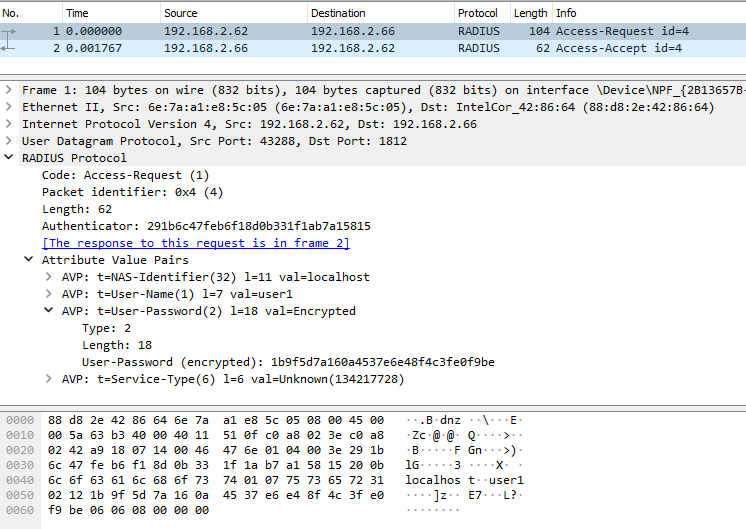 No. Time Source Destination Protocol Length Info
1 0.000000 192.168.2.62 192.168.2.66 RADIUS 104 Access-Request id=4
2 0.001767 192.168.2.66 192.168.2.62 RADIUS 62 Access-Accept id=4
Frame 1: 104 bytes on wire (832 bits), 104 bytes captured (832 bits) on interface \Device\NPF_{2B13657B-
Ethernet II, Src: 6e:7a:a1:e8:5c:05 (6e:7a:a1:e8:5c:05), Dst: IntelCor_42:86:64 (88:d8:2e:42:86:64)
Internet Protocol Version 4, Src: 192.168.2.62, Dst: 192.168.2.66
User Datagram Protocol, Src Port: 43288, Dst Port: 1812
RADIUS Protocol
Code: Access-Request (1)
Packet identifier: 0x4 (4)
Length: 62
Authenticator: 291b6c47feb6f18d0b331f1ab7a15815
[The response to this request is in frame 2]
Attribute Value Pairs
AVP: t=NAS-Identifier(32) l=11 val=localhost
AVP: t=User-Name(1) l=7 val=user1
AVP: t=User-Password(2) l=18 val=Encrypted
Type: 2
Length: 18
User-Password (encrypted): 1b9f5d7a160a4537e6e48f4c3fe0f9be
AVP: t=Service-Type(6) l=6 val=Unknown(134217728)
0000 88 d8 2e 42 86 64 6e 7a a1 e8 5c 05 08 00 45 00 ··.B·dnz ··\···E·
0010 00 5a 63 b3 40 00 40 11 51 0f c0 a8 02 3e c0 a8 ·Zc·@·@· Q····>··
0020 02 42 a9 18 07 14 00 46 47 6e 01 04 00 3e 29 1b ·B·····F Gn···>)·
0030 6c 47 fe b6 f1 8d 0b 33 1f 1a b7 a1 58 15 20 0b lG·····3 ····X· ·
0040 6c 6f 63 61 6c 68 6f 73 74 01 07 75 73 65 72 31 localhos t··user1
0050 02 12 1b 9f 5d 7a 16 0a 45 37 e6 e4 8f 4c 3f e0 ····]z·· E7···L?·
0060 f9 be 06 06 08 00 00 00 ········